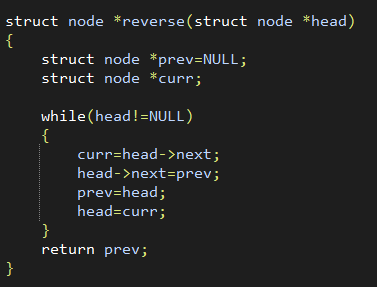 struct node *reverse(struct node *head)
{
    struct node *prev=NULL;
    struct node *curr;

    while(head!=NULL)
    {
        curr=head->next;
        head->next=prev;
        prev=head;
        head=curr;
    }
    return prev;
}